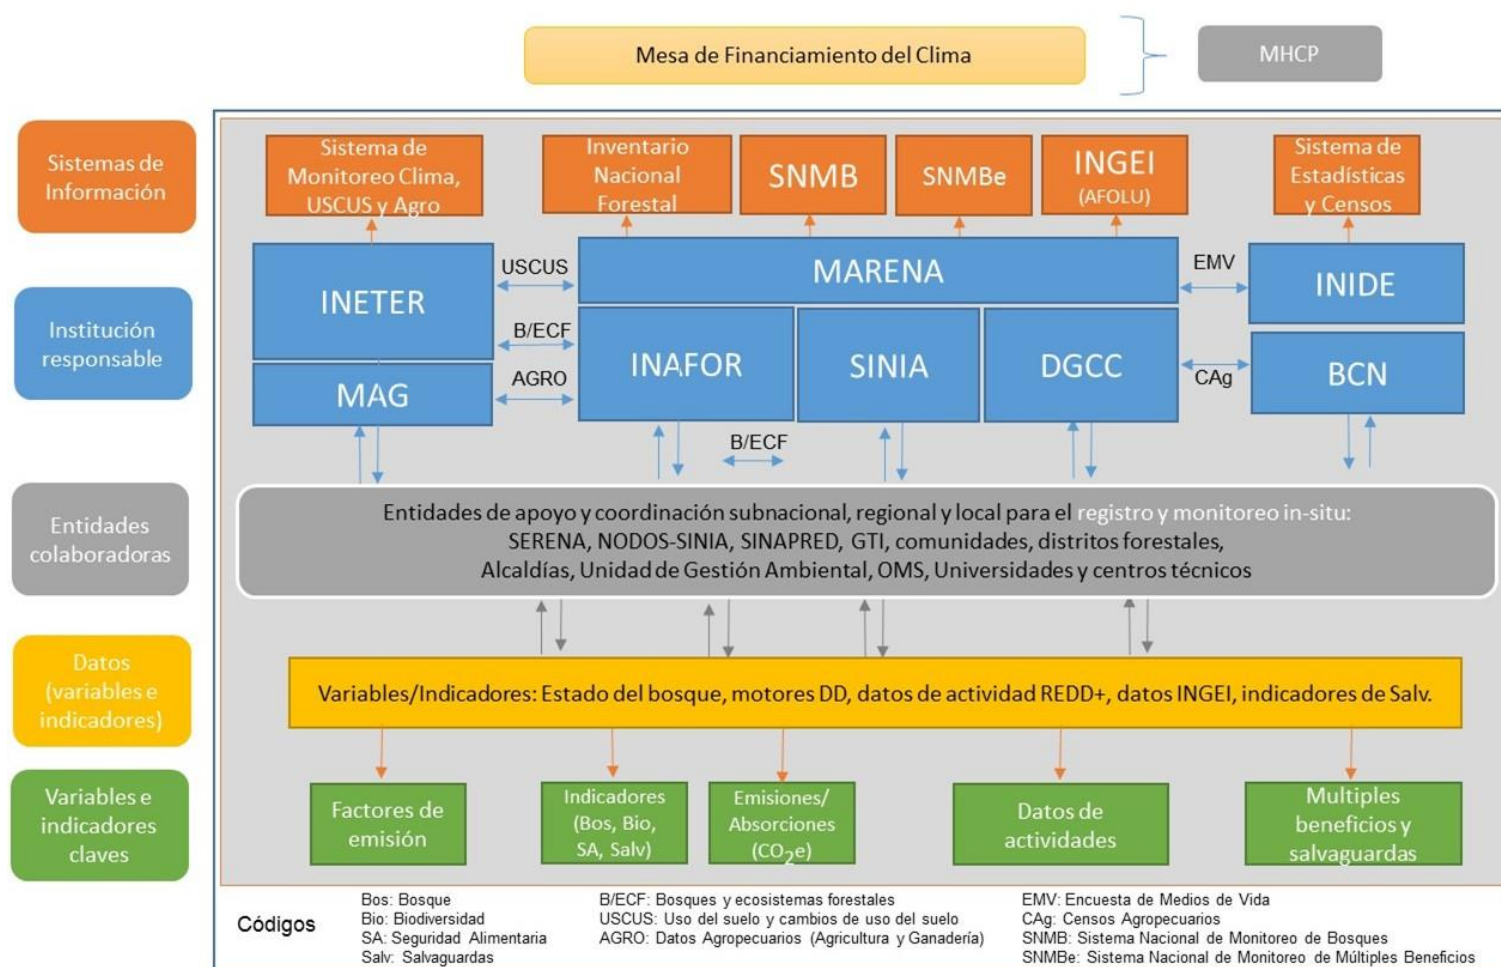 Mesa de Financiamiento del Clima
MHCP
Sistemas de
Información
Sistema de
Monitoreo Clima,
USCUS y Agro
Inventario
Nacional
Forestal
SNMB
SNMBe
INGEI
(AFOLU)
Sistema de
Estadísticas
y Censos
Institución
responsable
INETER
USCUS
MARENA
EMV
INIDE
B/ECF
MAG
AGRO
INAFOR
SINIA
DGCC
CAg
BCN
B/ECF
Entidades
colaboradoras
Entidades de apoyo y coordinación subnacional, regional y local para el registro y monitoreo in-situ:
SERENA, NODOS-SINIA, SINAPRED, GTI, comunidades, distritos forestales,
Alcaldías, Unidad de Gestión Ambiental, OMS, Universidades y centros técnicos
Datos
(variables e
indicadores)
Variables/Indicadores: Estado del bosque, motores DD, datos de actividad REDD+, datos INGEI, indicadores de Salv.
Variables e
indicadores
claves
Factores de
emisión
Indicadores
(Bos, Bio,
SA, Salv)
Emisiones/
Absorciones
(CO2e)
Datos de
actividades
Multiples
beneficios y
salvaguardas
Códigos
Bos: Bosque
Bio: Biodiversidad
SA: Seguridad Alimentaria
Salv: Salvaguardas
B/ECF: Bosques y ecosistemas forestales
USCUS: Uso del suelo y cambios de uso del suelo
AGRO: Datos Agropecuarios (Agricultura y Ganadería)
EMV: Encuesta de Medios de Vida
CAg: Censos Agropecuarios
SNMB: Sistema Nacional de Monitoreo de Bosques
SNMBe: Sistema Nacional de Monitoreo de Múltiples Beneficios